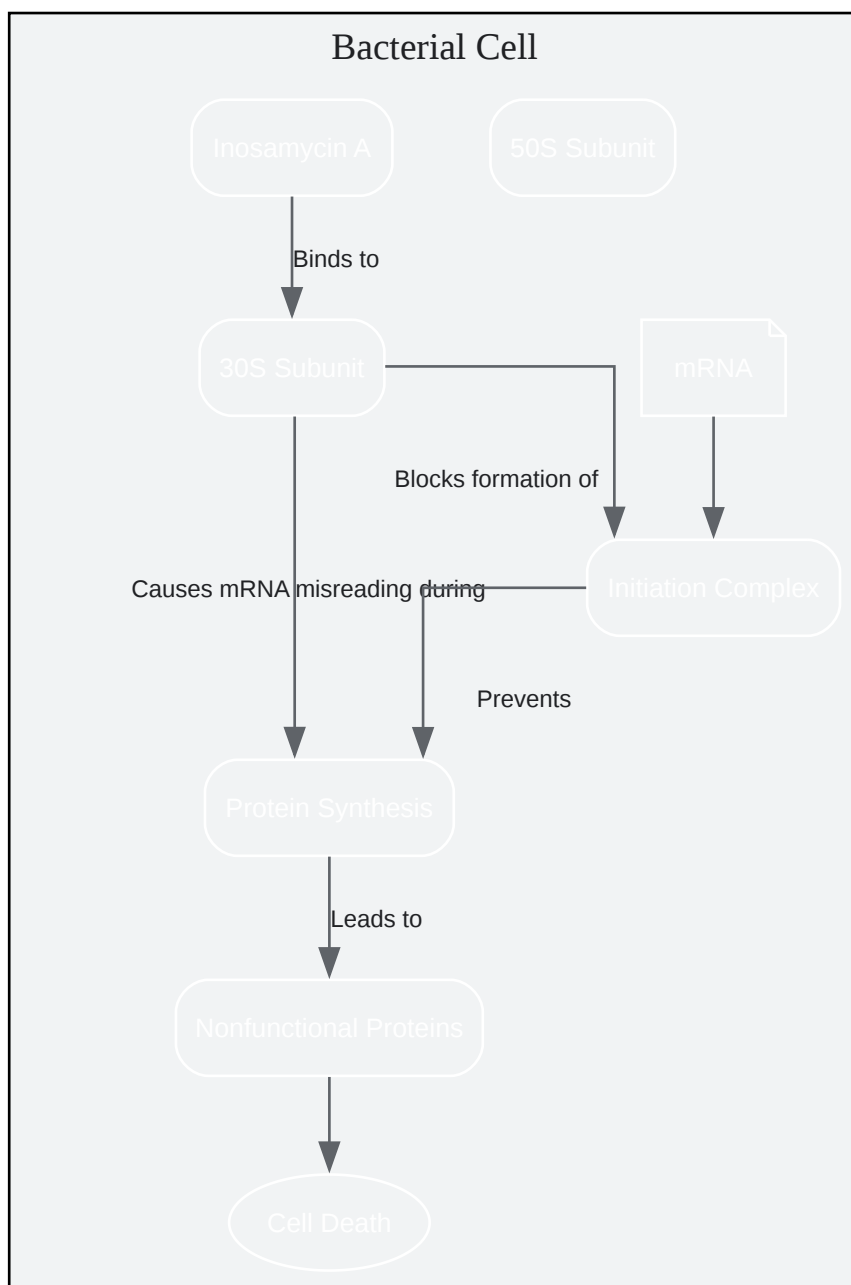 Bacterial Cell
Inosamycin A
50S Subunit
Binds to
30S Subunit
mRNA
Blocks formation of
Causes mRNA misreading during
Initiation Complex
Prevents
Protein Synthesis
Leads to
Nonfunctional Proteins
Cell Death